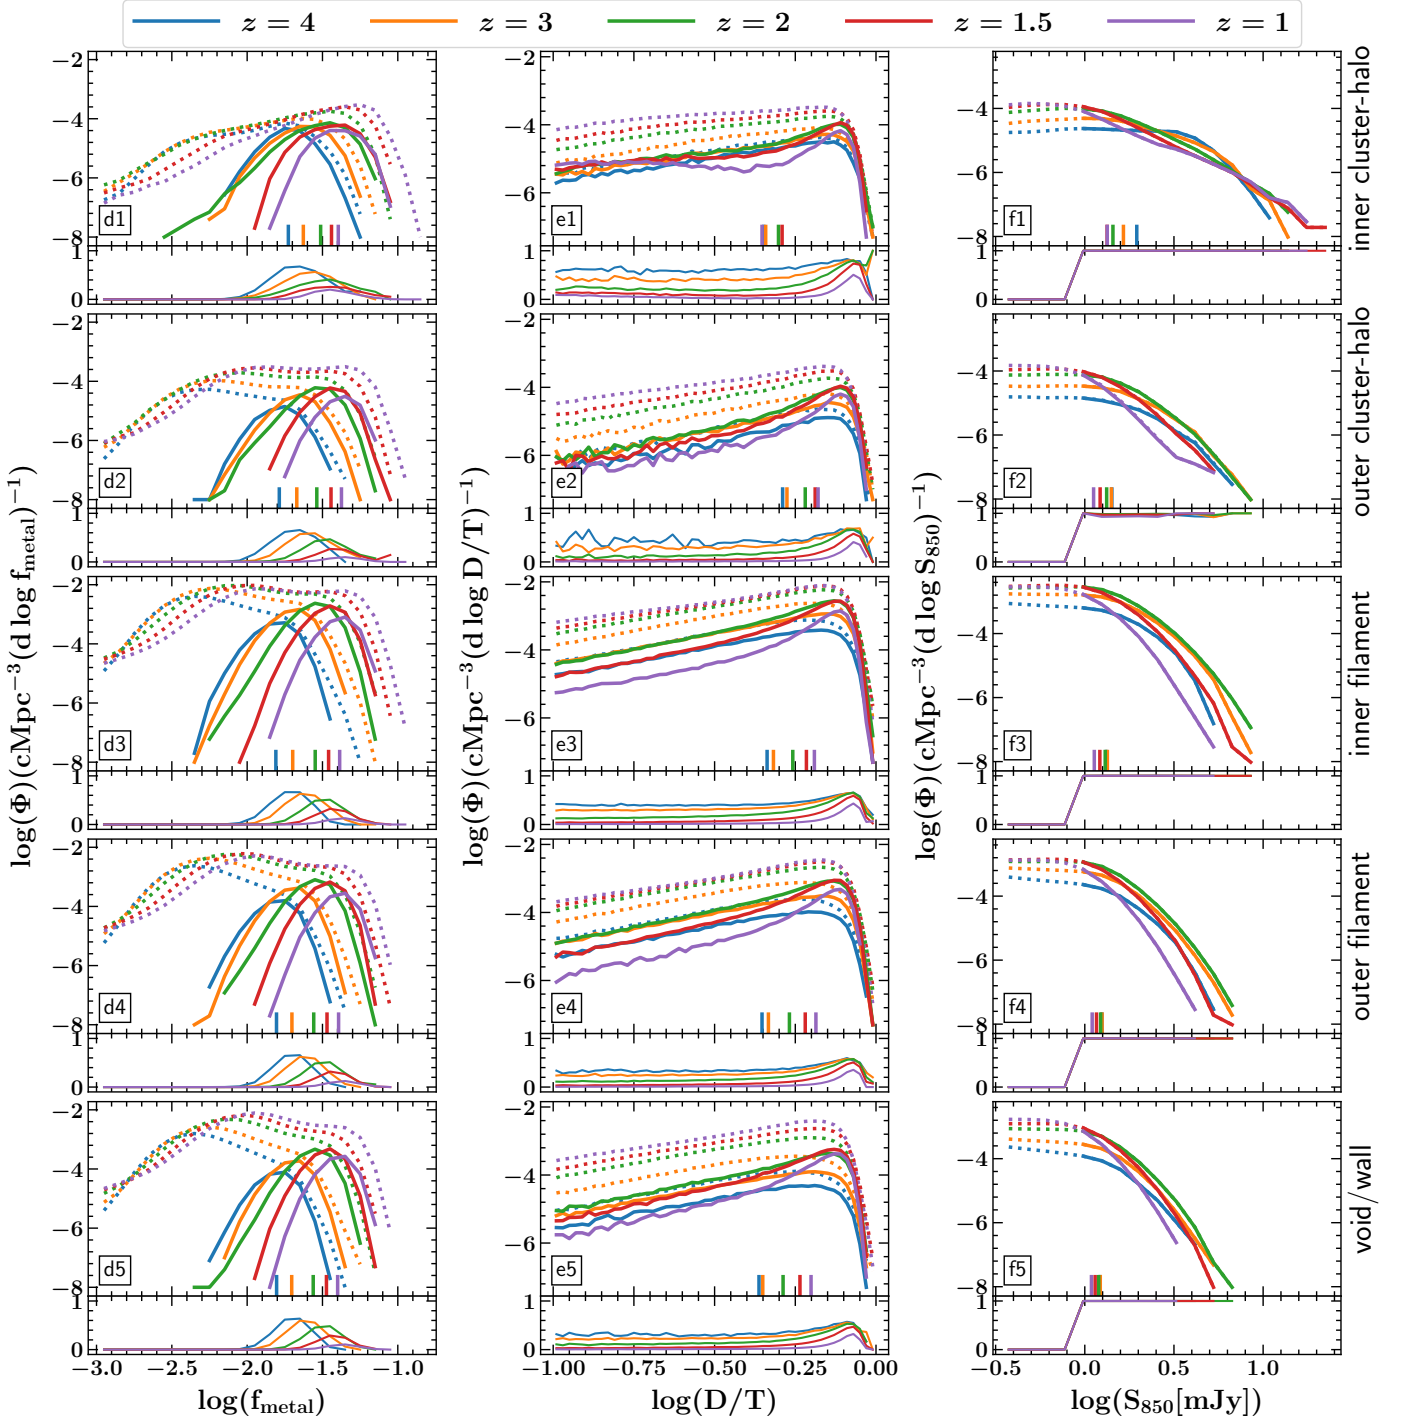 z = 4 z = 3 z = 2 z = 1.5 z = 1
−2 −4 −6 −8 d1 1 0
−2 −4 −6 e1 1 0
−4 −6 −8 f1 1 0
inner cluster-halo
−2 −4 −6 −8 d2 1 0
−2 −4 −6 e2 1 0
−4 −6 −8 f2 1 0
outer cluster-halo
−2 −4 −6 −8 d3 1 0
−2 −4 −6 e3 1 0
−4 −6 −8 f3 1 0
inner filament
−2 −4 −6 −8 d4 1 0
−2 −4 −6 e4 1 0
−4 −6 −8 f4 1 0
outer filament
−2 −4 −6 −8 d5 1 0
−2 −4 −6 e5 1 0
−4 −6 −8 f5 1 0
void/wall
log(Φ)(cMpc⁻³(d log f_metal)⁻¹)
log(Φ)(cMpc⁻³(d log D/T)⁻¹)
log(Φ)(cMpc⁻³(d log S₈₅₀)⁻¹)
−3.0 −2.5 −2.0 −1.5 −1.0
−1.00 −0.75 −0.50 −0.25 0.00
−0.5 0.0 0.5 1.0
log(f_metal)
log(D/T)
log(S₈₅₀[mJy])